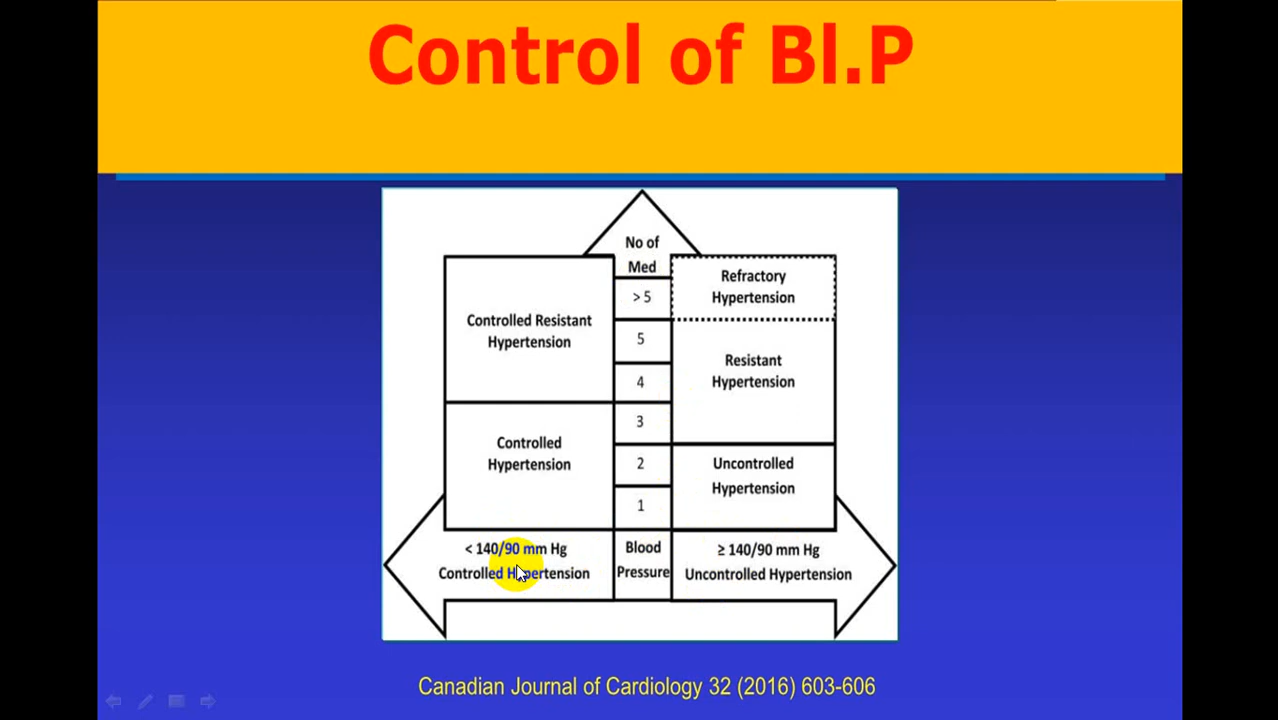 Control of Bl.P
No of
Med
> 5
5
4
3
2
1
Controlled Resistant
Hypertension
Controlled
Hypertension
Refractory
Hypertension
Resistant
Hypertension
Uncontrolled
Hypertension
< 140/90 mm Hg
Controlled Hypertension
Blood
Pressure
≥ 140/90 mm Hg
Uncontrolled Hypertension
Canadian Journal of Cardiology 32 (2016) 603-606